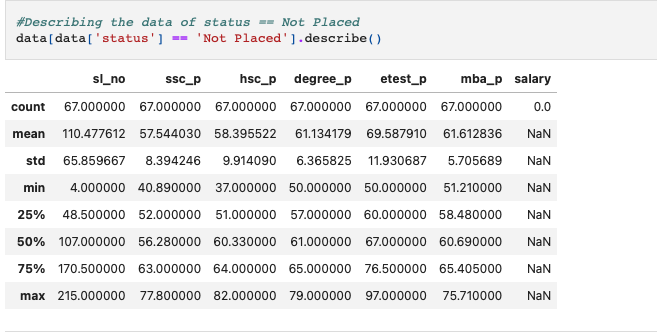 #Describing the data of status == Not Placed
data[data['status'] == 'Not Placed'].describe()
sl_no ssc_p hsc_p degree_p etest_p mba_p salary
count 67.000000 67.000000 67.000000 67.000000 67.000000 67.000000 0.0
mean 110.477612 57.544030 58.395522 61.134179 69.587910 61.612836 NaN
std 65.859667 8.394246 9.914090 6.365825 11.930687 5.705689 NaN
min 4.000000 40.890000 37.000000 50.000000 50.000000 51.210000 NaN
25% 48.500000 52.000000 51.000000 57.000000 60.000000 58.480000 NaN
50% 107.000000 56.280000 60.330000 61.000000 67.000000 60.690000 NaN
75% 170.500000 63.000000 64.000000 65.000000 76.500000 65.405000 NaN
max 215.000000 77.800000 82.000000 79.000000 97.000000 75.710000 NaN